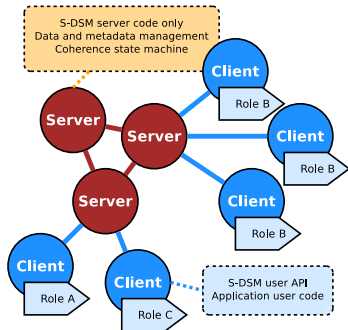 S-DSM server code only
Data and metadata management
Coherence state machine
Client
Role B
Server
Server
Client
Role B
Server
Client
Role B
Client
Role A
Client
Role C
S-DSM user API
Application user code